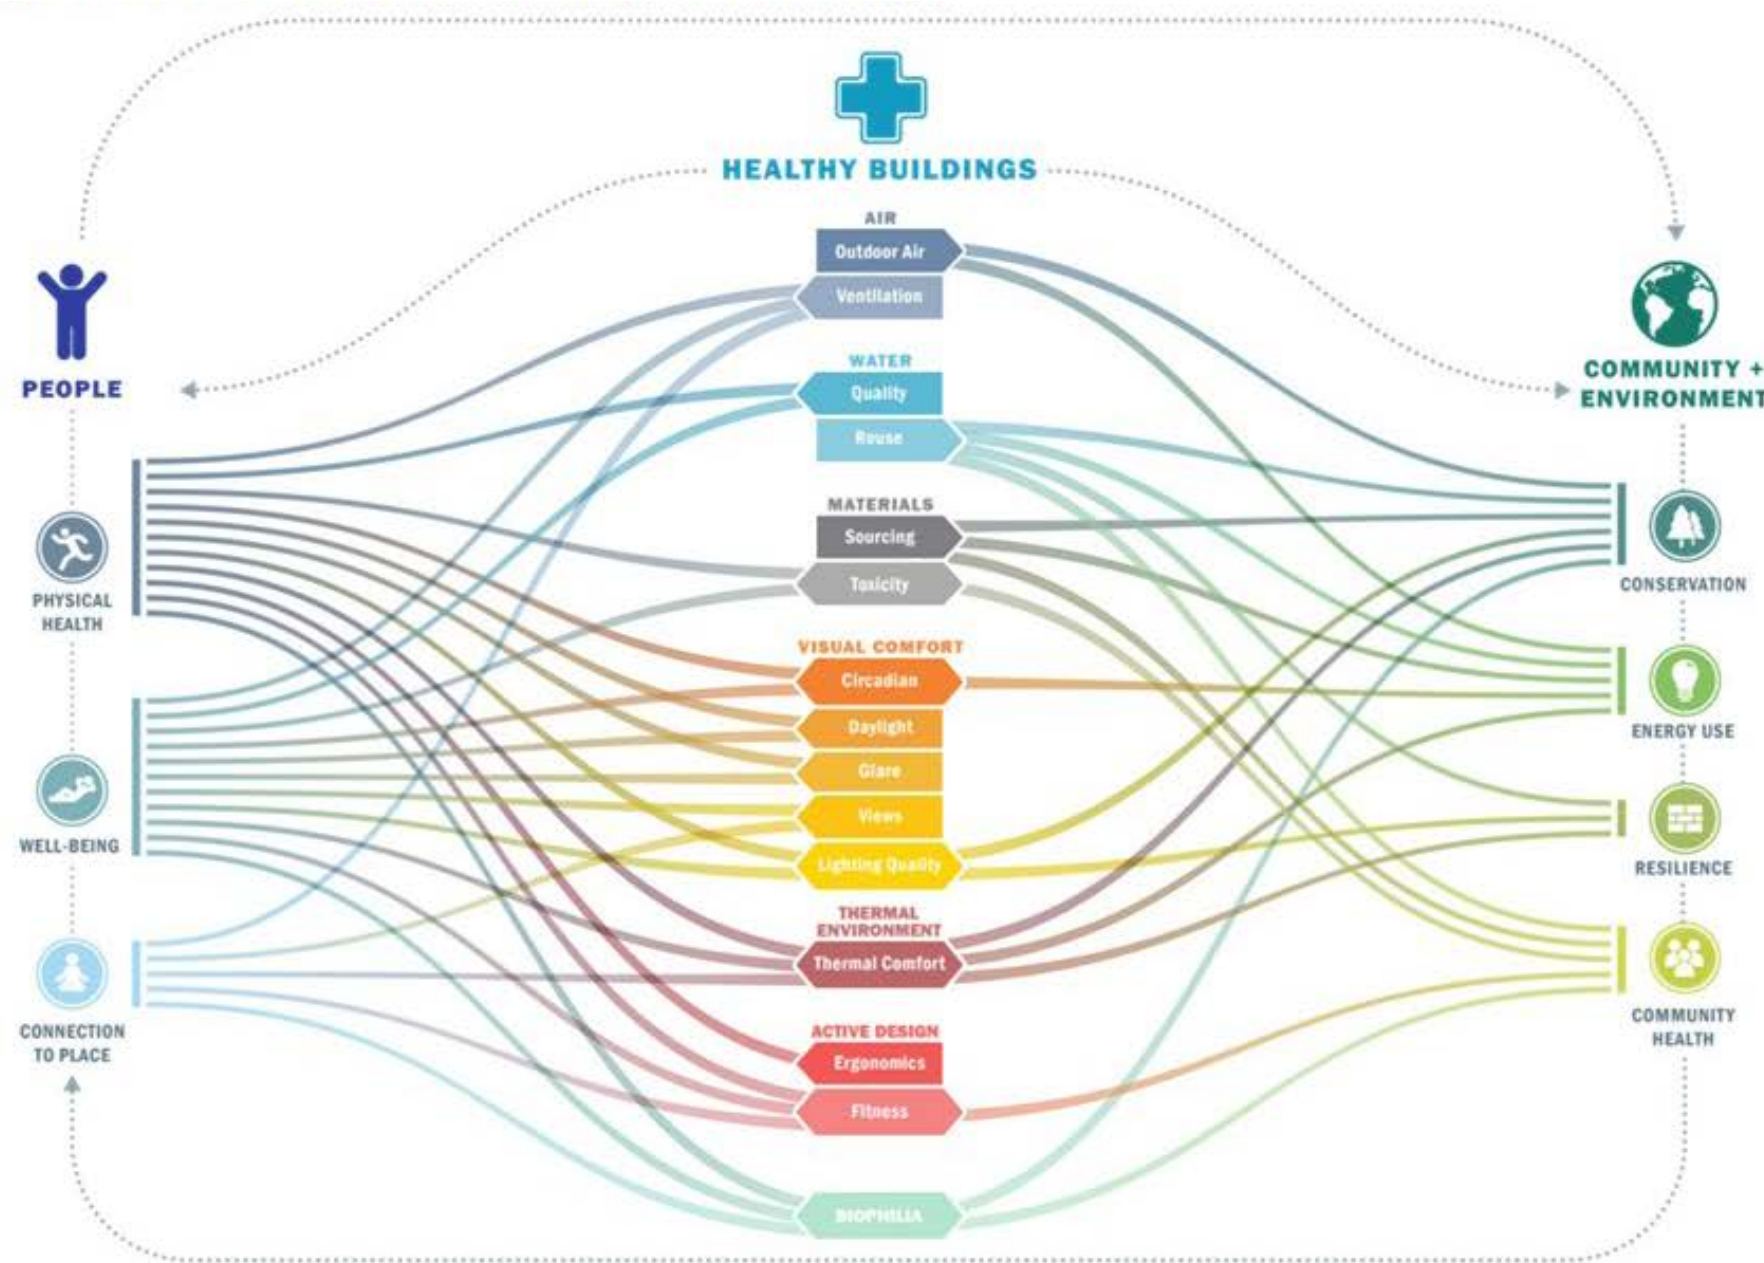 HEALTHY BUILDINGS
PEOPLE
PHYSICAL
HEALTH
WELL-BEING
CONNECTION
TO PLACE
AIR
Outdoor Air
Ventilation
WATER
Quality
Reuse
MATERIALS
Sourcing
Toxicity
VISUAL COMFORT
Circadian
Daylight
Glare
Views
Lighting Quality
THERMAL
ENVIRONMENT
Thermal Comfort
ACTIVE DESIGN
Ergonomics
Fitness
BIOPHILIA
COMMUNITY +
ENVIRONMENT
CONSERVATION
ENERGY USE
RESILIENCE
COMMUNITY
HEALTH